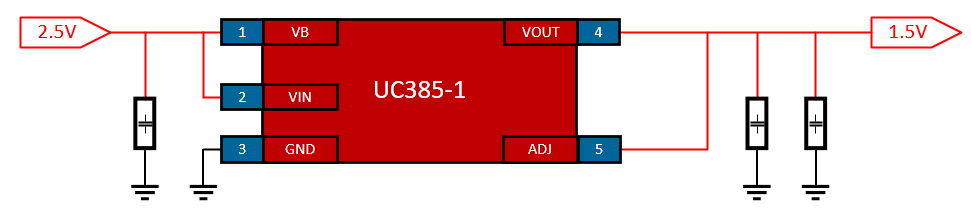 2.5V
1 VB
VOUT 4
1.5V
UC385-1
2 VIN
3 GND
ADJ 5